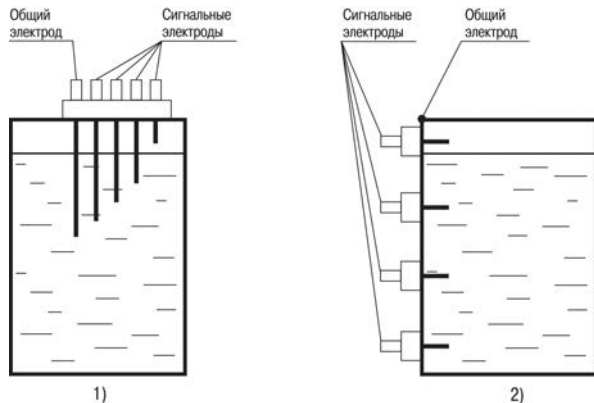 Общий
электрод
Сигнальные
электроды
Сигнальные
электроды
Общий
электрод
1)
2)